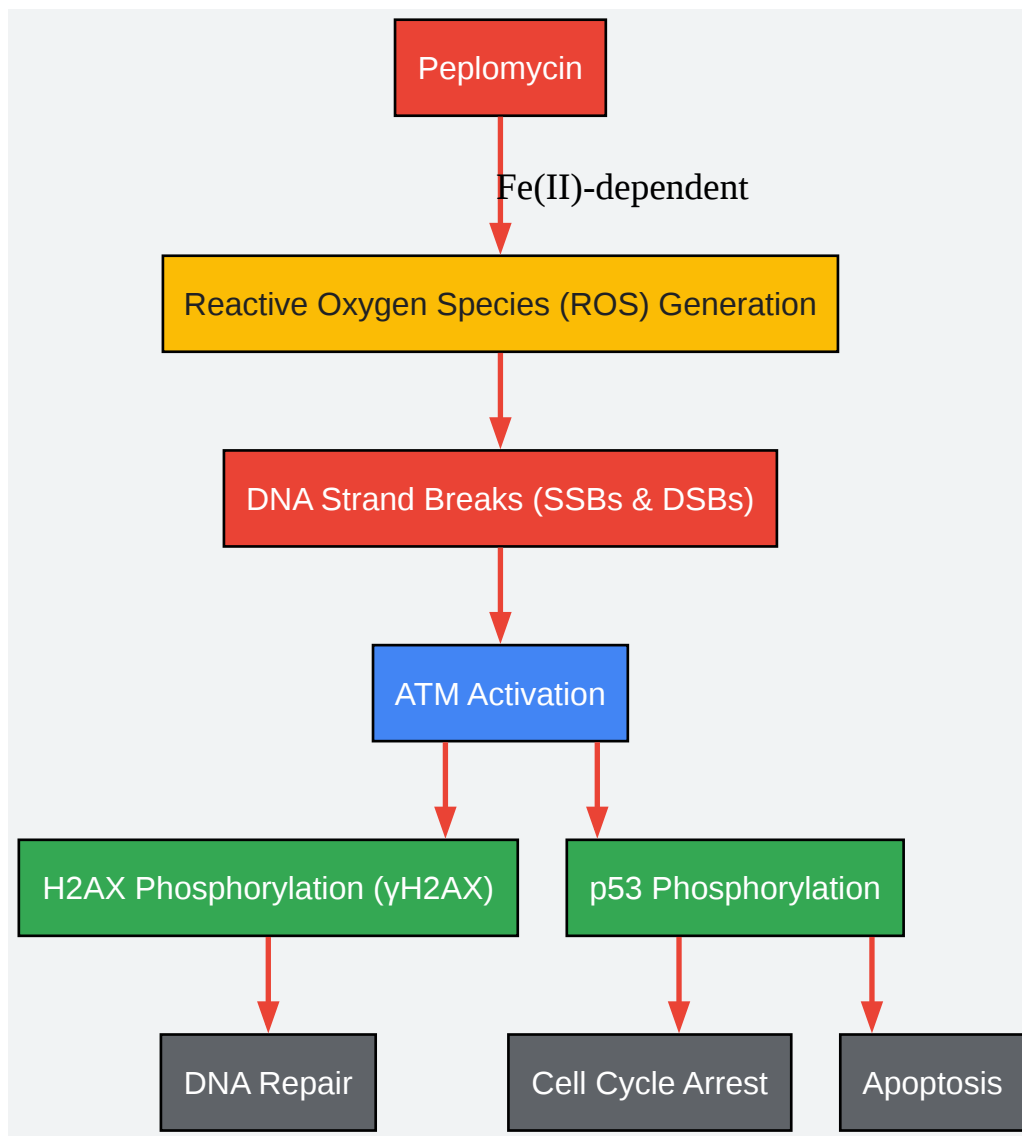 Peplomycin
Fe(II)-dependent
Reactive Oxygen Species (ROS) Generation
DNA Strand Breaks (SSBs & DSBs)
ATM Activation
H2AX Phosphorylation (γH2AX)
p53 Phosphorylation
DNA Repair
Cell Cycle Arrest
Apoptosis